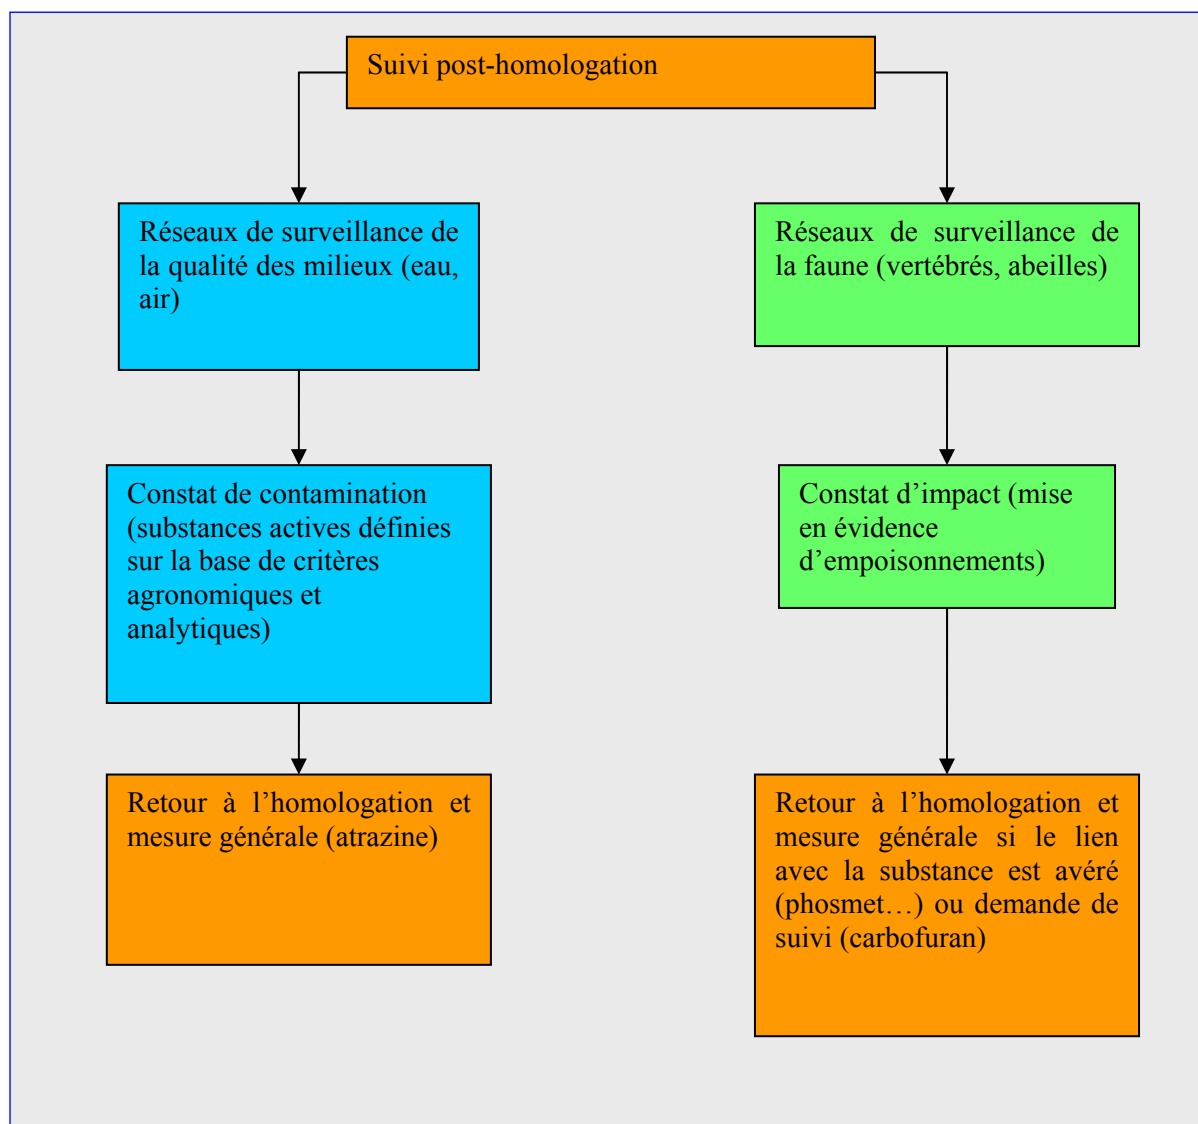 Suivi post-homologation
Réseaux de surveillance de
la qualité des milieux (eau,
air)
Réseaux de surveillance de
la faune (vertébrés, abeilles)
Constat de contamination
(substances actives définies
sur la base de critères
agronomiques et
analytiques)
Constat d’impact (mise
en évidence
d’empoisonnements)
Retour à l’homologation et
mesure générale (atrazine)
Retour à l’homologation et
mesure générale si le lien
avec la substance est avéré
(phosmet…) ou demande de
suivi (carbofuran)